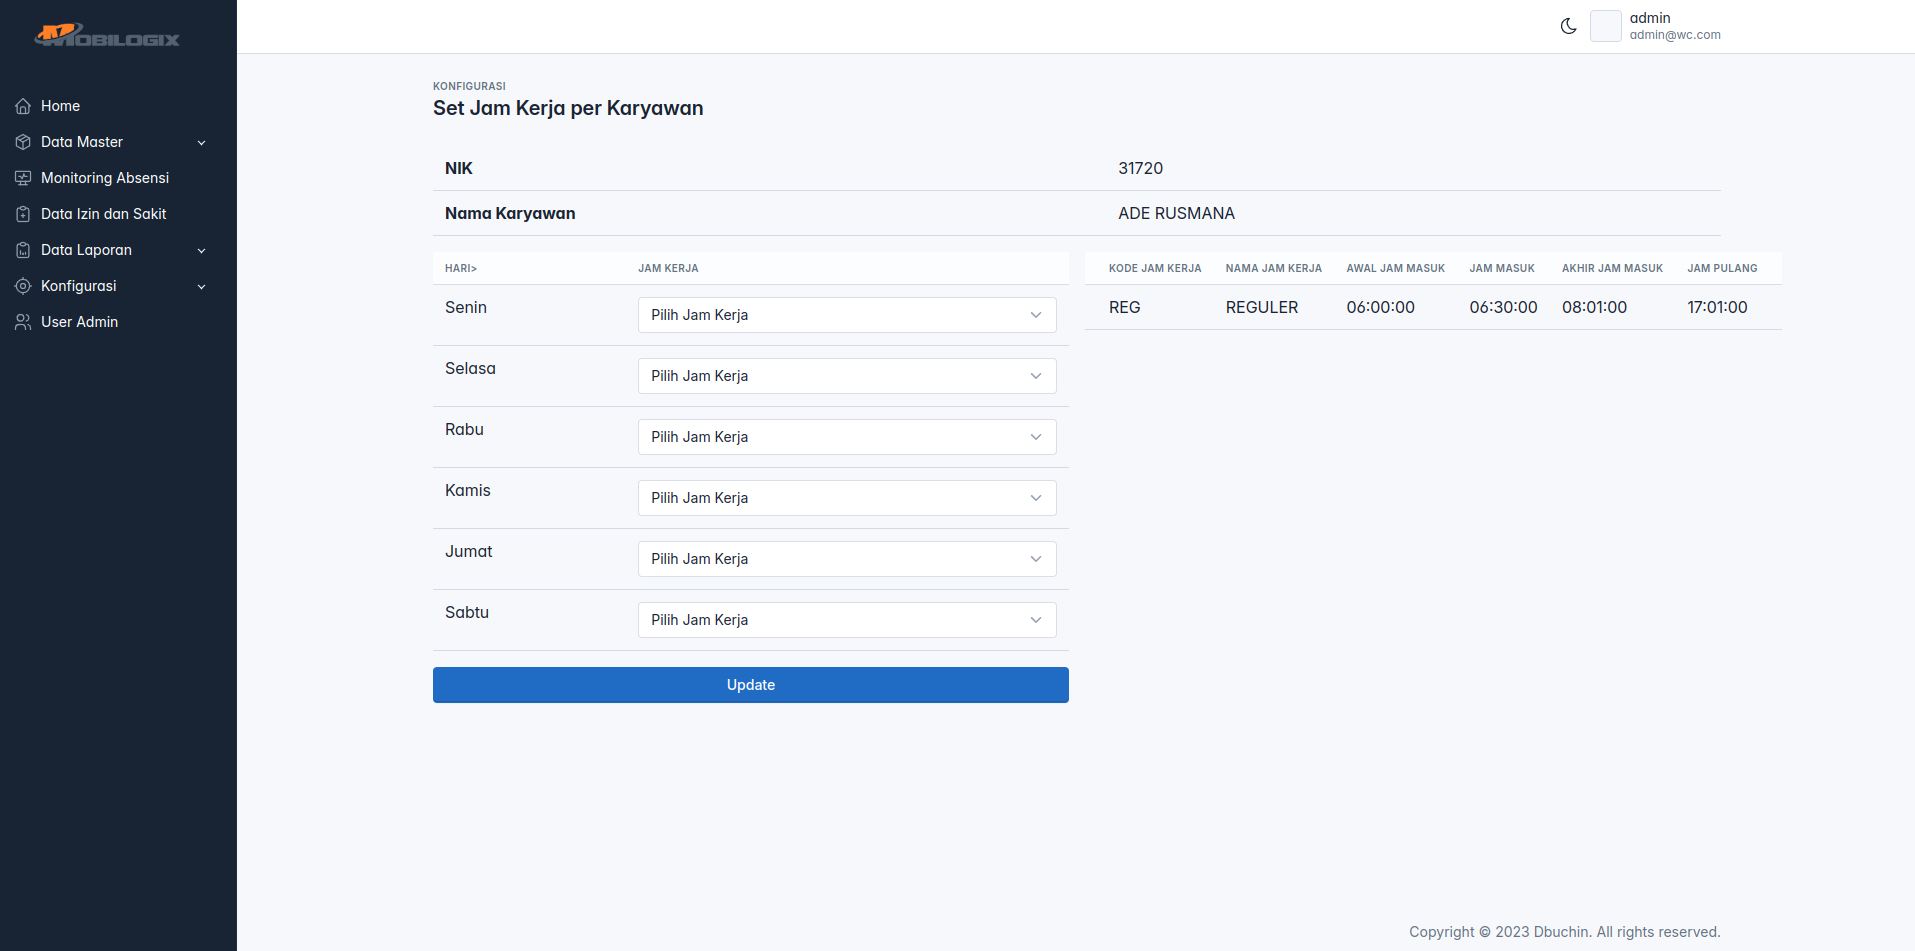 MOBILOGIX
admin
admin@wc.com
Home
Data Master
Monitoring Absensi
Data Izin dan Sakit
Data Laporan
Konfigurasi
User Admin
KONFIGURASI
Set Jam Kerja per Karyawan
NIK 31720
Nama Karyawan ADE RUSMANA
HARI> JAM KERJA
Senin Pilih Jam Kerja
Selasa Pilih Jam Kerja
Rabu Pilih Jam Kerja
Kamis Pilih Jam Kerja
Jumat Pilih Jam Kerja
Sabtu Pilih Jam Kerja
Update
KODE JAM KERJA NAMA JAM KERJA AWAL JAM MASUK JAM MASUK AKHIR JAM MASUK JAM PULANG
REG REGULER 06:00:00 06:30:00 08:01:00 17:01:00
Copyright © 2023 Dbuchin. All rights reserved.